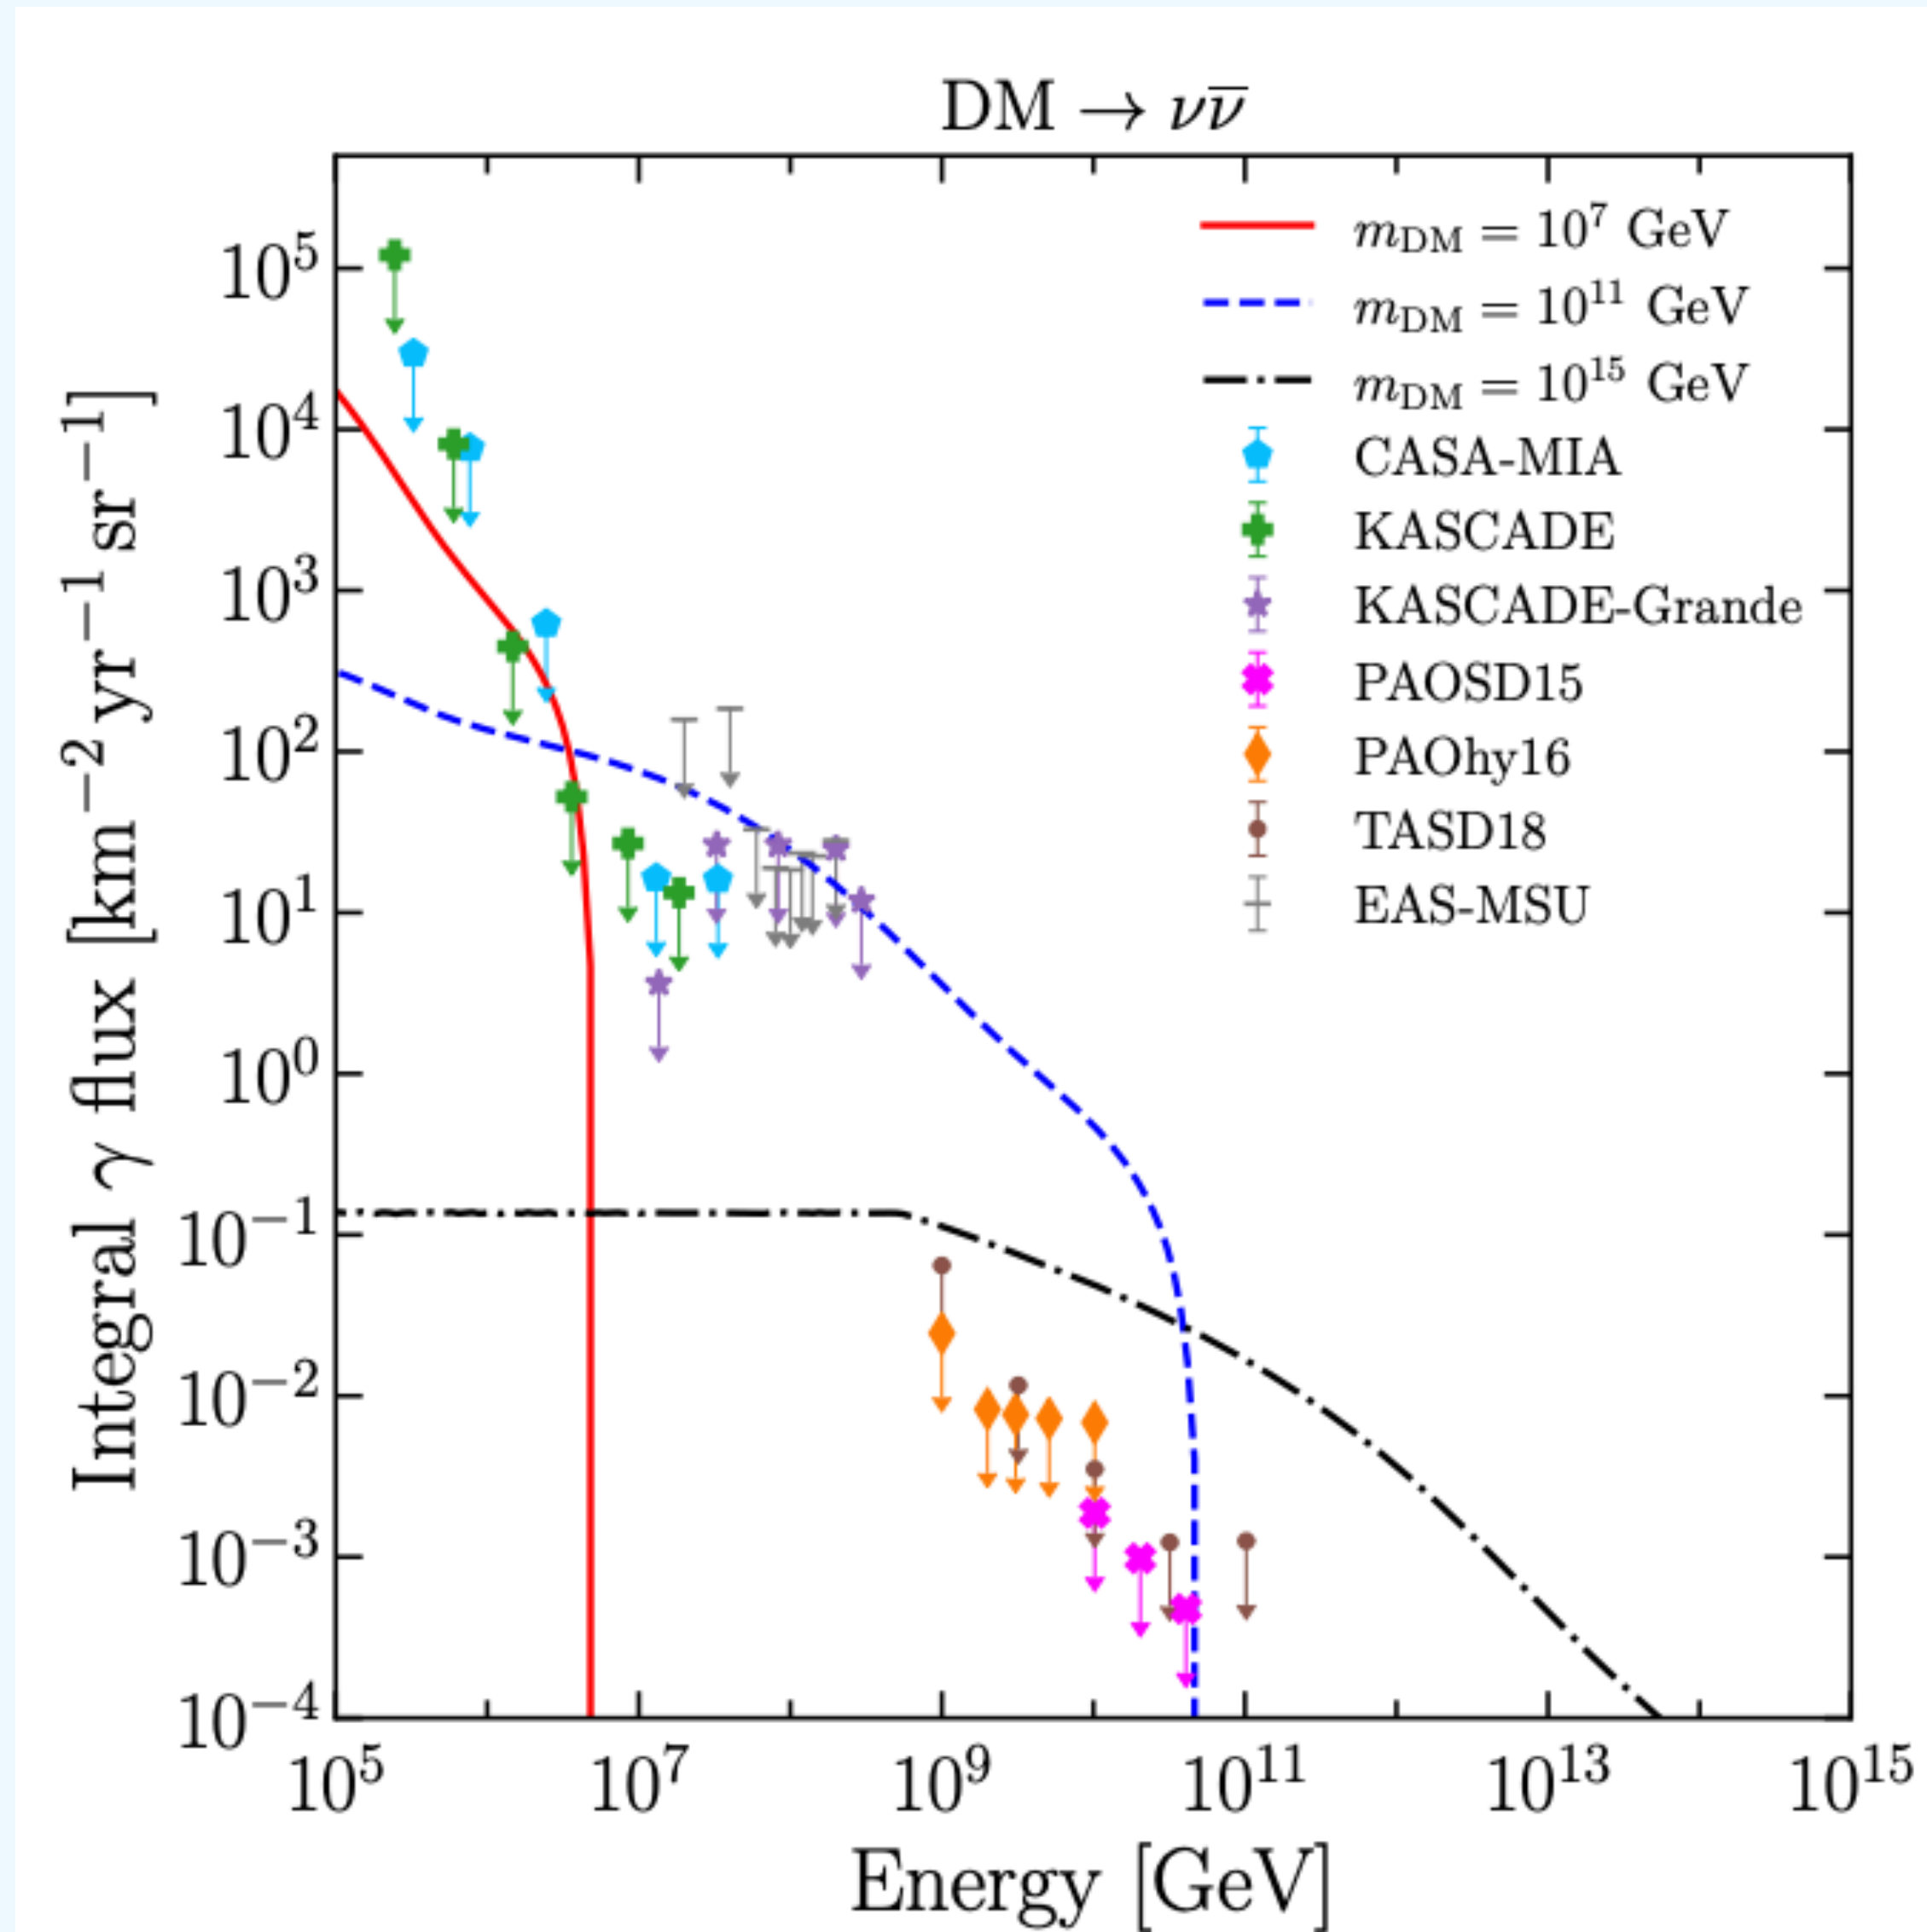 DM → νν̅
m_DM = 10^7 GeV
m_DM = 10^11 GeV
m_DM = 10^15 GeV
CASA-MIA
KASCADE
KASCADE-Grande
PAOSD15
PAOhy16
TASD18
EAS-MSU
Integral γ flux [km^−2 yr^−1 sr^−1]
10^5
10^4
10^3
10^2
10^1
10^0
10^−1
10^−2
10^−3
10^−4
10^5 10^7 10^9 10^11 10^13 10^15
Energy [GeV]